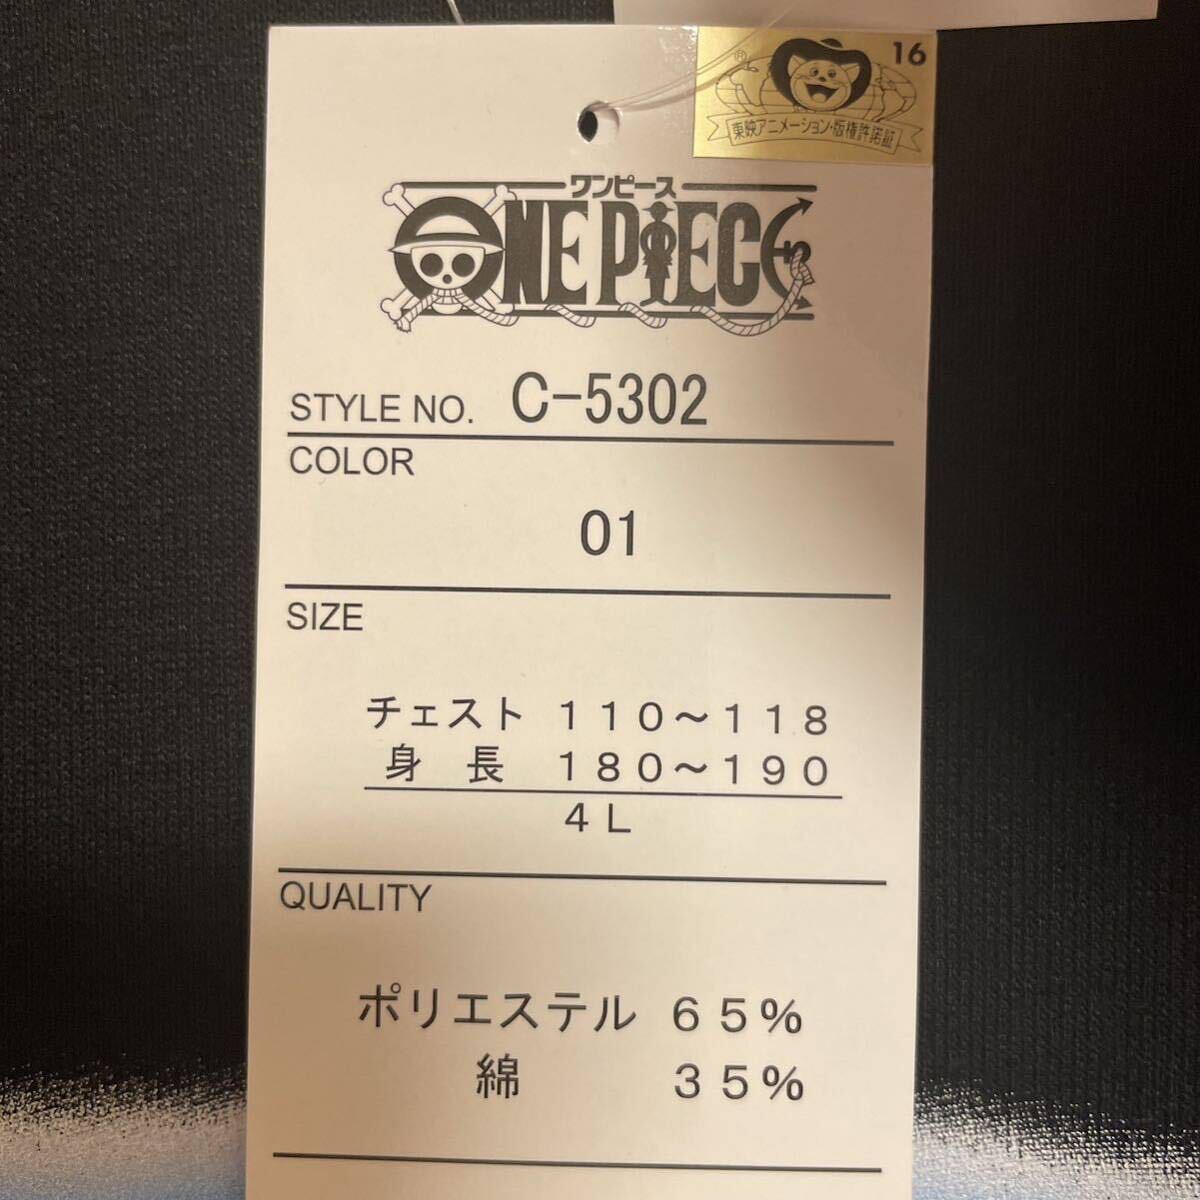 16
®
東映アニメーション・版権許諾証
ワンピース
ONE PIECE
STYLE NO. C-5302
COLOR
01
SIZE
チェスト 110～118
身 長 180～190
4L
QUALITY
ポリエステル 65%
綿 35%